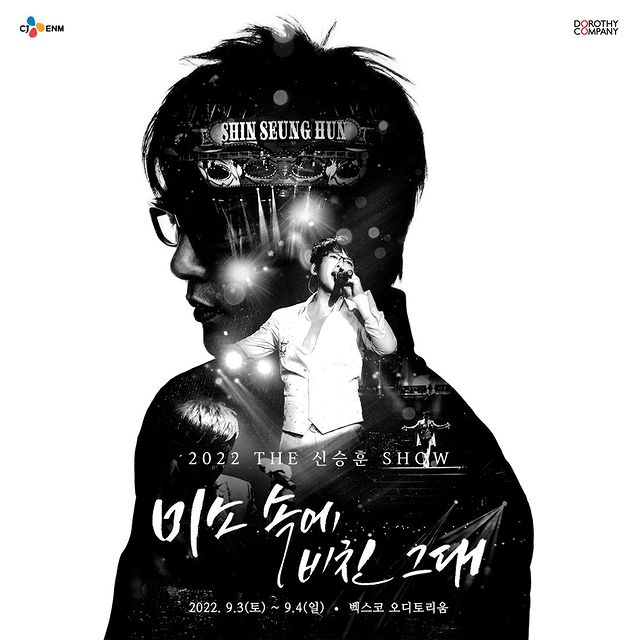 CJ ENM
DOROTHY
COMPANY
SHIN SEUNG HUN
2022 THE 신승훈 SHOW
미소 속에
비친 그대
2022. 9.3(토) ~ 9.4(일) • 벡스코 오디토리움